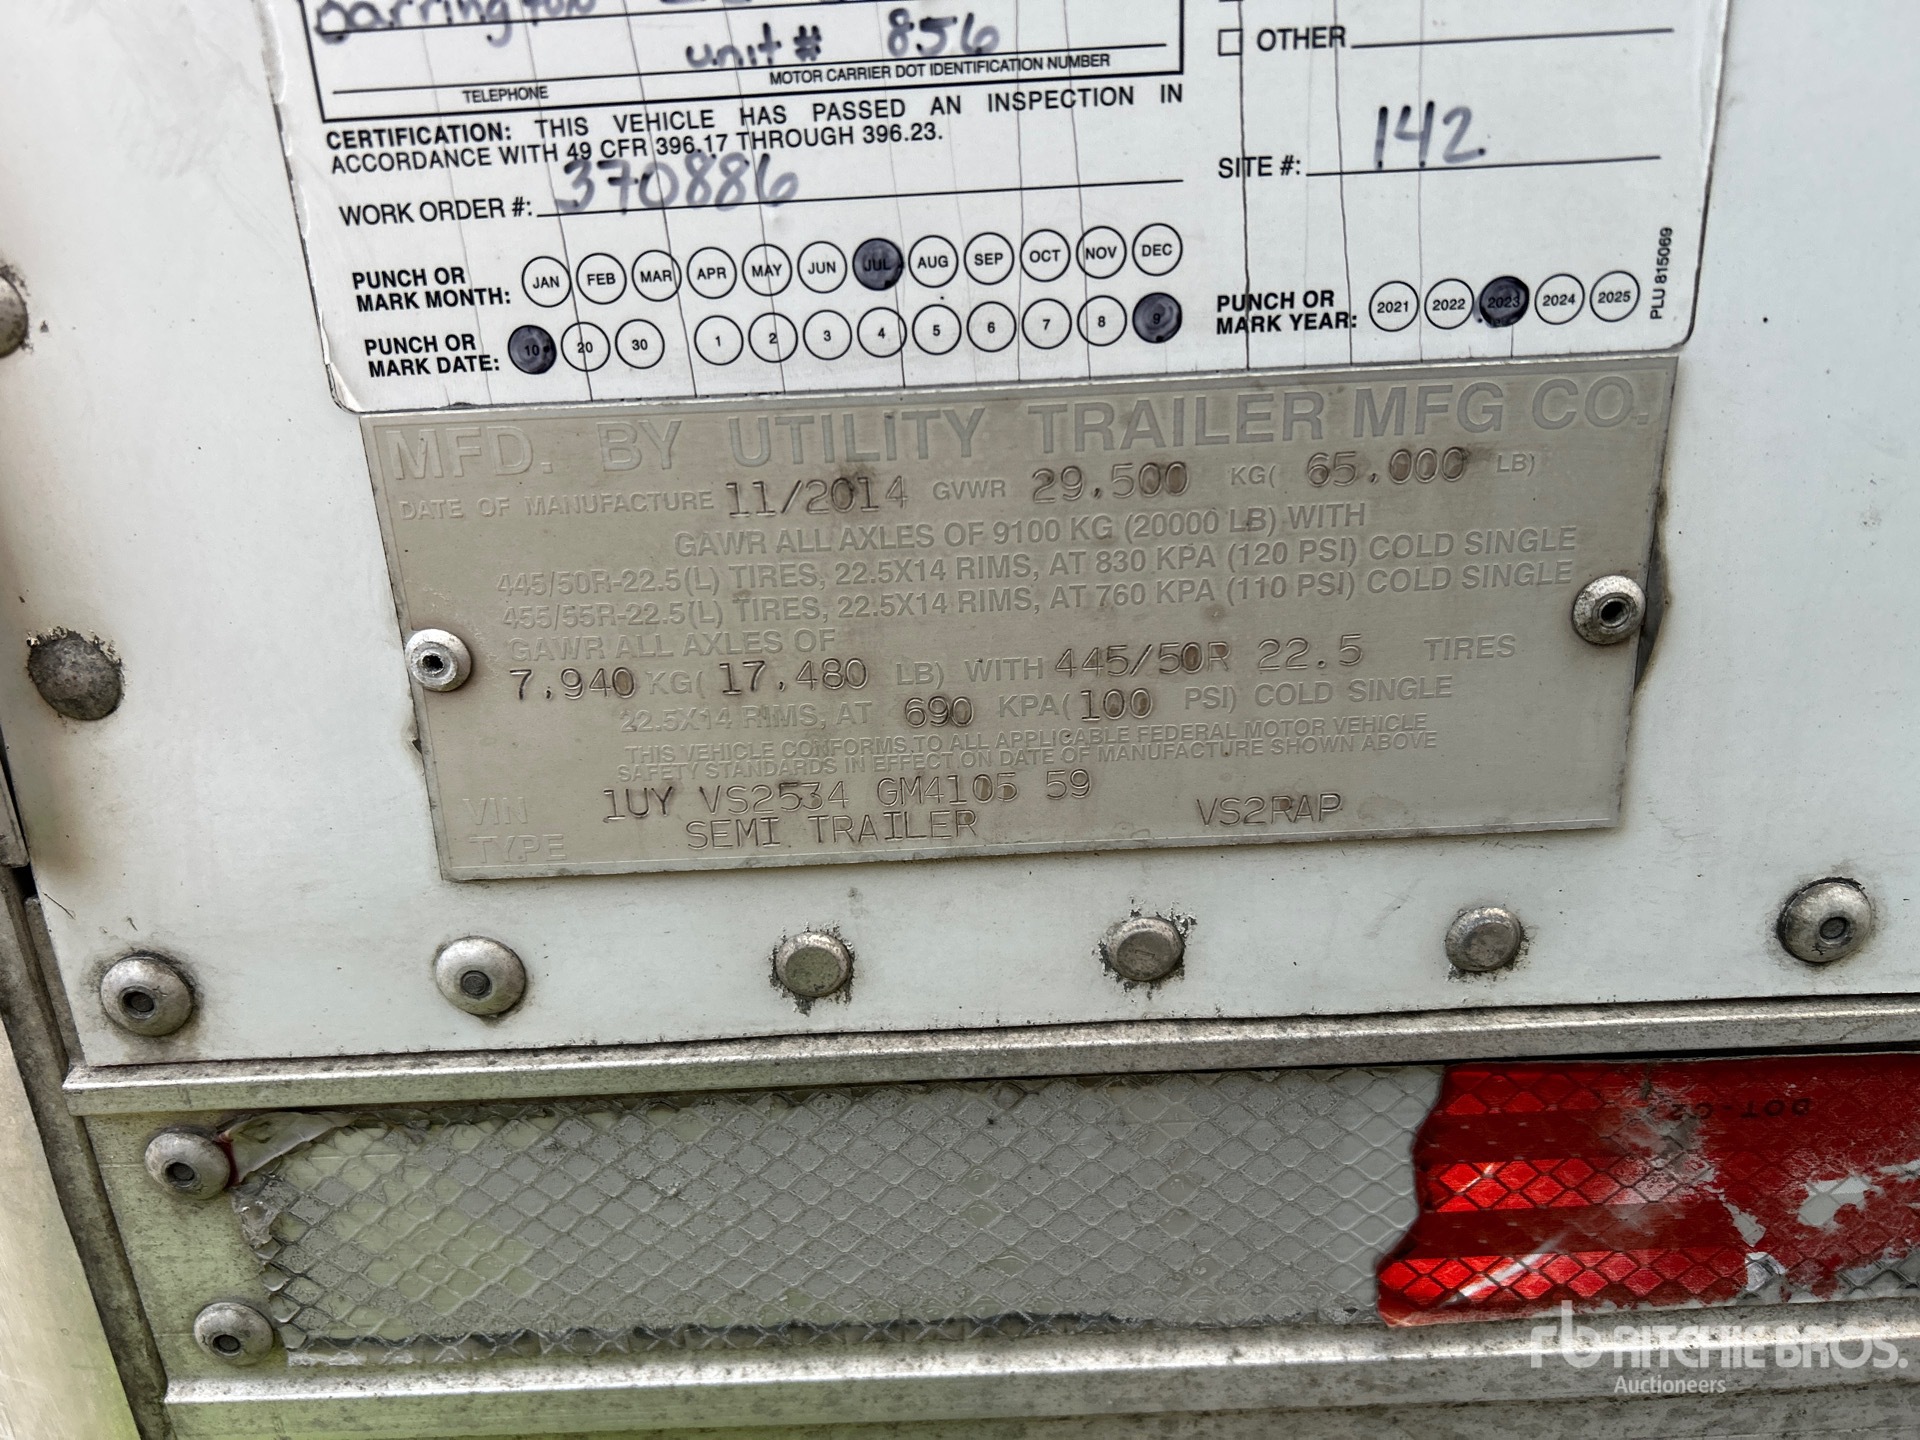 Darrington
unit# 856
TELEPHONE MOTOR CARRIER DOT IDENTIFICATION NUMBER
CERTIFICATION: THIS VEHICLE HAS PASSED AN INSPECTION IN
ACCORDANCE WITH 49 CFR 396.17 THROUGH 396.23.
WORK ORDER #: 370886
PUNCH OR
MARK MONTH: JAN FEB MAR APR MAY JUN JUL AUG SEP OCT NOV DEC
PUNCH OR
MARK DATE: 10 20 30 1 2 3 4 5 6 7 8 9
OTHER
SITE #: 142
PUNCH OR
MARK YEAR: 2021 2022 2023 2024 2025
PLU 815069
MFD. BY UTILITY TRAILER MFG CO.
DATE OF MANUFACTURE 11/2014 GVWR 29,500 KG( 65,000 LB)
GAWR ALL AXLES OF 9100 KG (20000 LB) WITH
445/50R-22.5(L) TIRES, 22.5X14 RIMS, AT 830 KPA (120 PSI) COLD SINGLE
455/55R-22.5(L) TIRES, 22.5X14 RIMS, AT 760 KPA (110 PSI) COLD SINGLE
GAWR ALL AXLES OF
7,940 KG( 17,480 LB) WITH 445/50R 22.5 TIRES
22.5X14 RIMS, AT 690 KPA( 100 PSI) COLD SINGLE
THIS VEHICLE CONFORMS TO ALL APPLICABLE FEDERAL MOTOR VEHICLE
SAFETY STANDARDS IN EFFECT ON DATE OF MANUFACTURE SHOWN ABOVE
VIN 1UY VS2534 GM4105 59
TYPE SEMI TRAILER VS2RAP
DOT-C2
rb RITCHIE BROS.
Auctioneers